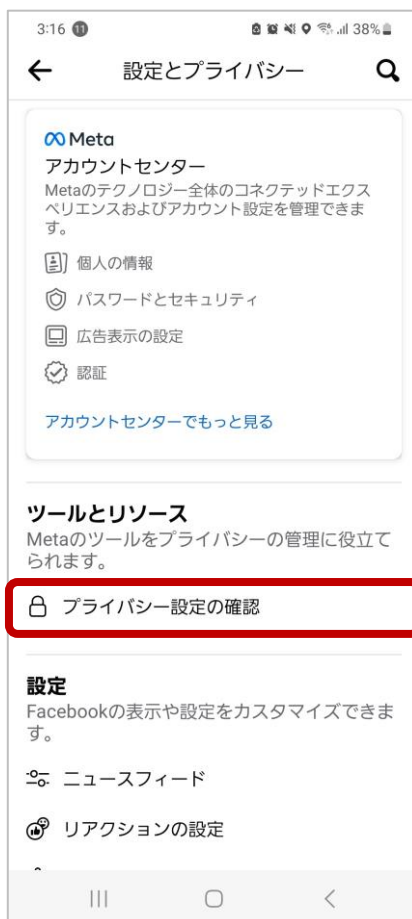 3:16 11 38%
設定とプライバシー
Meta
アカウントセンター
Metaのテクノロジー全体のコネクテッドエクス
ペリエンスおよびアカウント設定を管理できま
す。
個人の情報
パスワードとセキュリティ
広告表示の設定
認証
アカウントセンターでもっと見る
ツールとリソース
Metaのツールをプライバシーの管理に役立て
られます。
プライバシー設定の確認
設定
Facebookの表示や設定をカスタマイズできま
す。
ニュースフィード
リアクションの設定